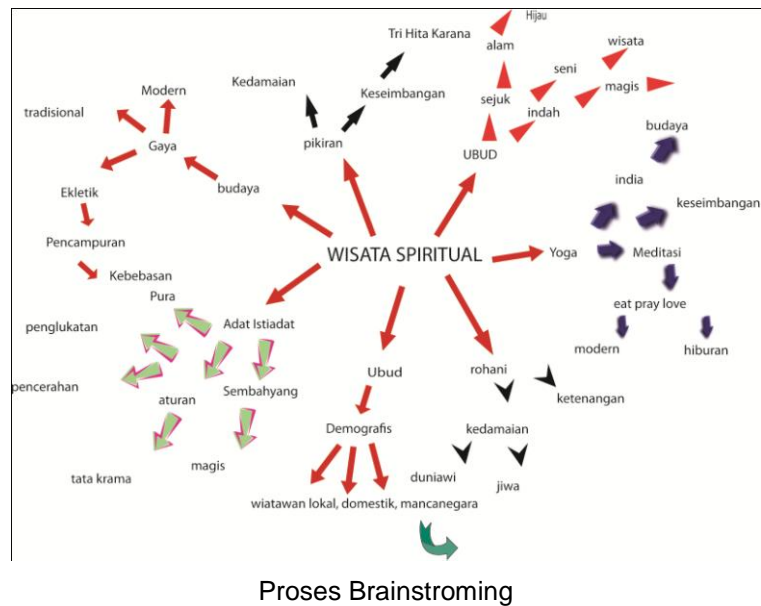 Hijau
Tri Hita Karana
alam
wisata
Kedamaian
seni
Modern
Keseimbangan
magis
tradisional
sejuk
indah
Gaya
pikiran
budaya
UBUD
india
Ekletik
budaya
keseimbangan
Pencampuran
WISATA SPIRITUAL
Yoga
Meditasi
Kebebasan
Pura
eat pray love
penglukatan
Adat Istiadat
modern
hiburan
Ubud
rohani
pencerahan
Sembahyang
aturan
ketenangan
Demografis
kedamaian
magis
tata krama
duniawi
jiwa
wiatawan lokal, domestik, mancanegara
Proses Brainstroming